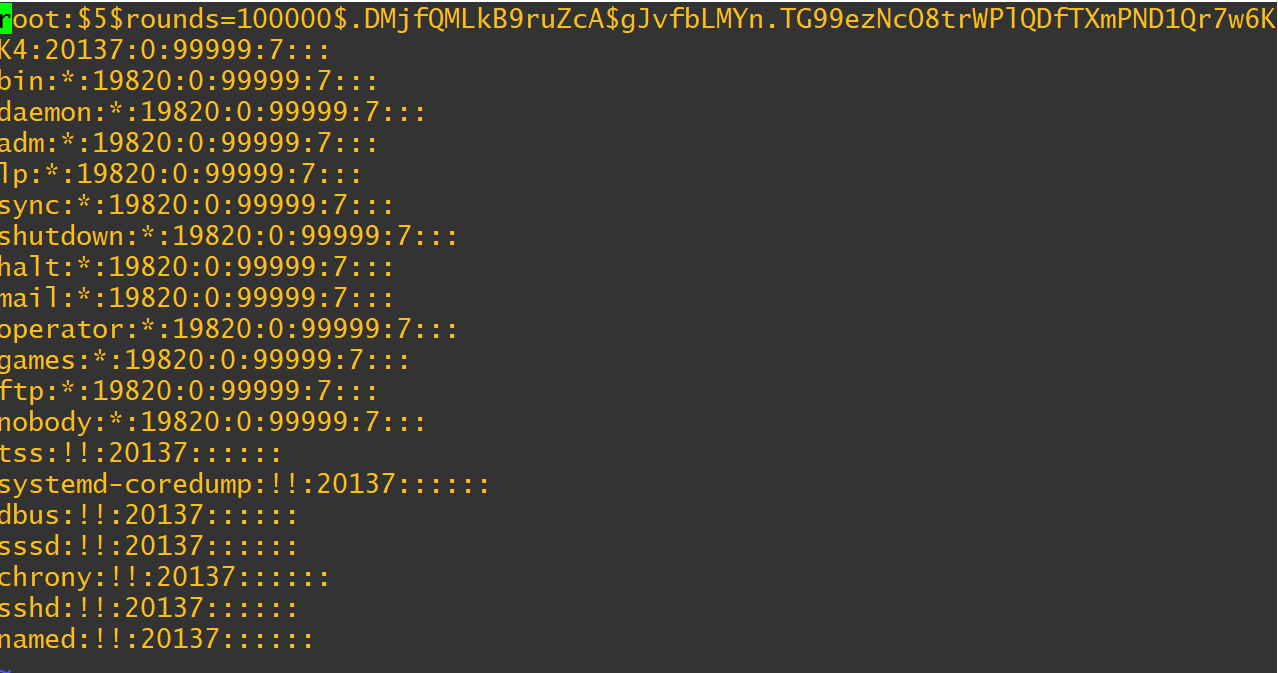 root:$5$rounds=100000$.DMjfQMLkB9ruZcA$gJvfbLMYn.TG99ezNcO8trWPlQDfTXmPND1Qr7w6K
K4:20137:0:99999:7:::
bin:*:19820:0:99999:7:::
daemon:*:19820:0:99999:7:::
adm:*:19820:0:99999:7:::
lp:*:19820:0:99999:7:::
sync:*:19820:0:99999:7:::
shutdown:*:19820:0:99999:7:::
halt:*:19820:0:99999:7:::
mail:*:19820:0:99999:7:::
operator:*:19820:0:99999:7:::
games:*:19820:0:99999:7:::
ftp:*:19820:0:99999:7:::
nobody:*:19820:0:99999:7:::
tss:!!:20137::::::
systemd-coredump:!!:20137::::::
dbus:!!:20137::::::
sssd:!!:20137::::::
chrony:!!:20137::::::
sshd:!!:20137::::::
named:!!:20137::::::
~